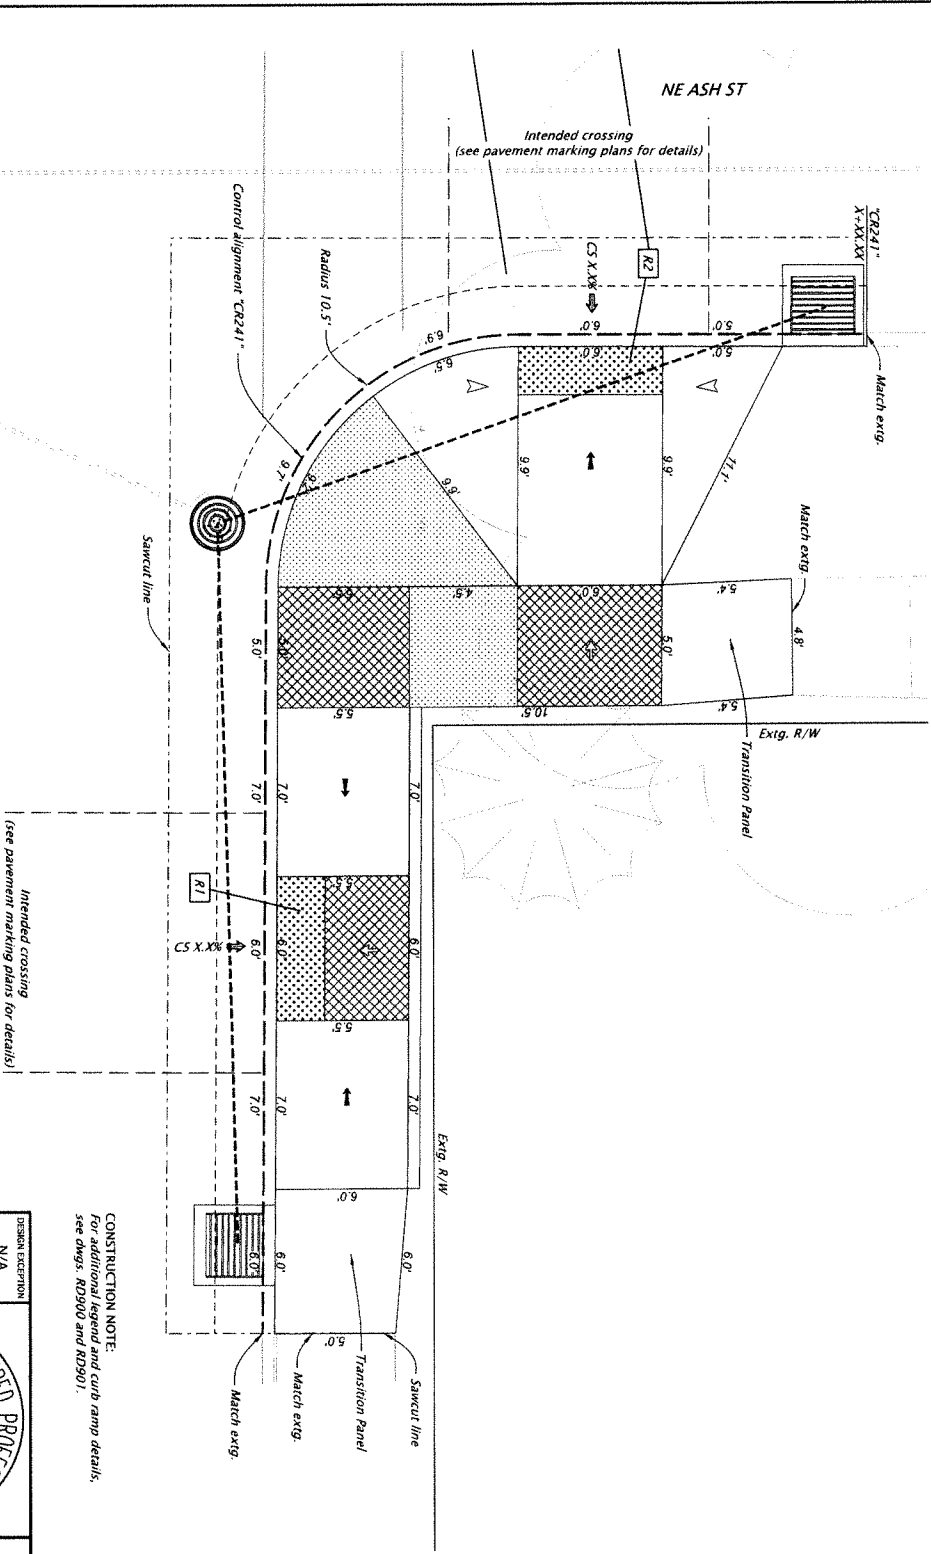 NE ASH ST
Intended crossing
(see pavement marking plans for details)
"CR241"
X+XX.XX
Match extg.
Control alignment "CR241"
Radius 10.5'
CS X.X%
R2
5.0'
6.0'
6.9'
5.0'
6.0'
6.5'
9.7'
9.9'
9.9'
11.1'
Match extg.
5.4'
4.8'
5.4'
Transition Panel
Extg. R/W
6.0'
5.0'
4.5'
10.5'
Sawcut line
5.0'
5.0'
5.5'
7.0'
7.0'
7.0'
Intended crossing
(see pavement marking plans for details)
R1
CS X.X%
6.0'
6.0'
5.5'
6.0'
5.5'
7.0'
7.0'
7.0'
Extg. R/W
6.0'
6.0'
6.0'
6.0'
5.0'
Transition Panel
Sawcut line
Match extg.
Match extg.
CONSTRUCTION NOTE:
For additional legend and curb ramp details,
see dwgs. RD900 and RD901.
DESIGN EXCEPTION
N/A